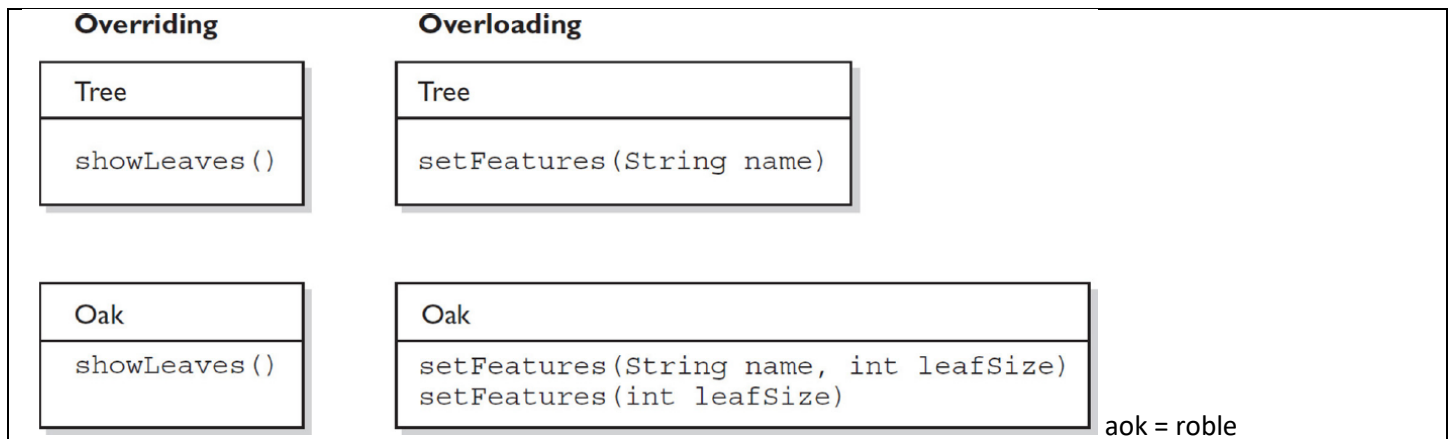 Overriding Overloading
Tree Tree
showLeaves() setFeatures(String name)
Oak Oak
showLeaves() setFeatures(String name, int leafSize)
setFeatures(int leafSize)
aok = roble